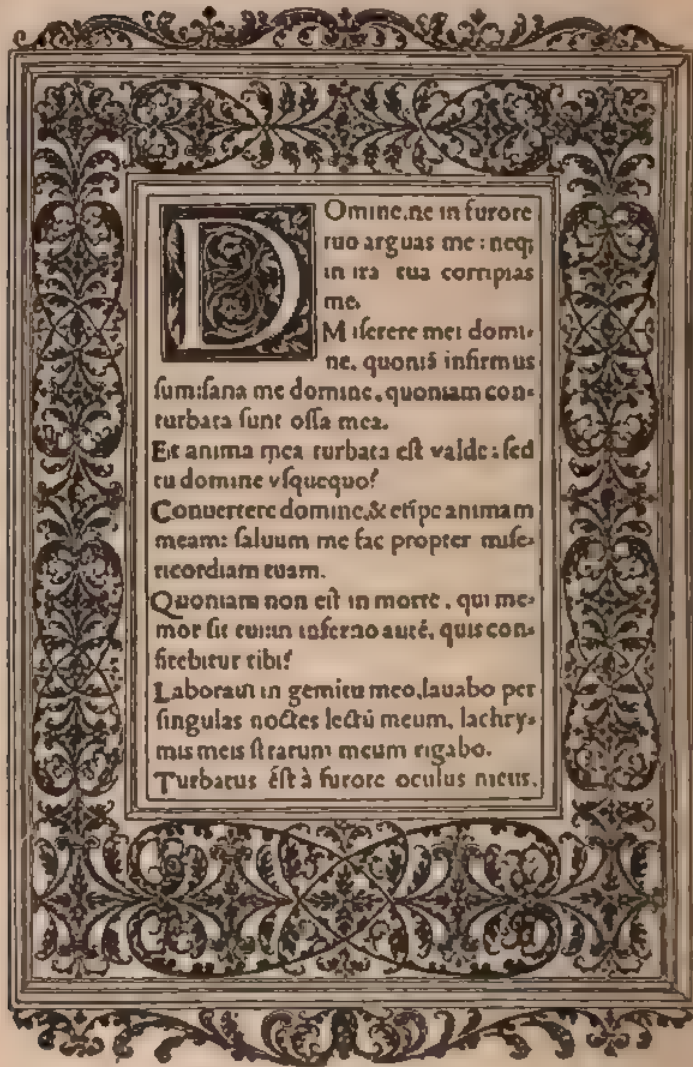 DOmine, ne in furore
tuo arguas me: neq;
in ira tua corripias
me.
Miserere mei domi-
ne, quoniã infirmus
sum: sana me domine, quoniam con-
turbata sunt ossa mea.
Et anima mea turbata est valde: sed
tu domine vsquequo?
Conuertere domine, & eripe animam
meam: saluum me fac propter mise-
ricordiam tuam.
Quoniam non est in morte, qui me-
mor sit tui: in inferno autẽ, quis con-
fitebitur tibi?
Laboraui in gemitu meo, lauabo per
singulas noctes lectũ meum, lachry-
mis meis stratum meum rigabo.
Turbatus est à furore oculus meus,